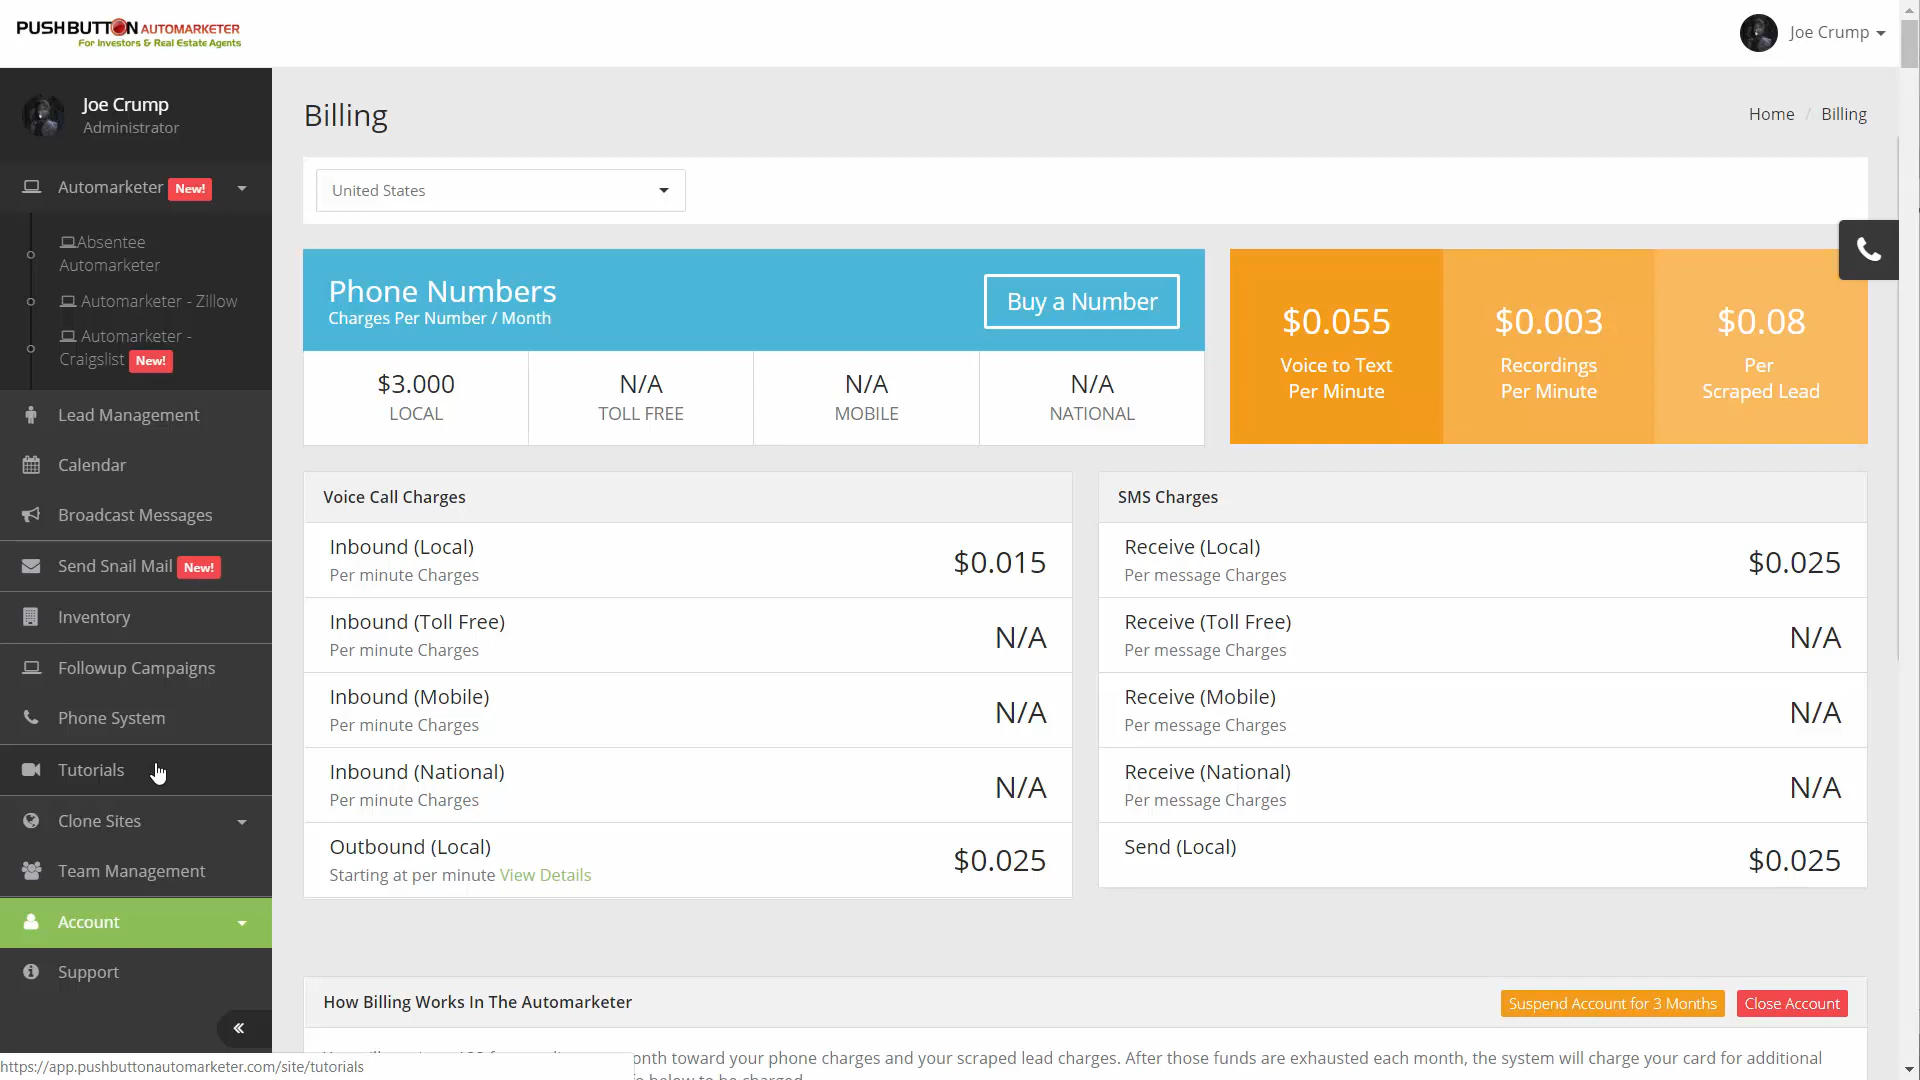 PUSHBUTTON AUTOMARKETER
For Investors & Real Estate Agents
Joe Crump
Joe Crump
Administrator
Automarketer New!
Absentee
Automarketer
Automarketer - Zillow
Automarketer -
Craigslist New!
Lead Management
Calendar
Broadcast Messages
Send Snail Mail New!
Inventory
Followup Campaigns
Phone System
Tutorials
Clone Sites
Team Management
Account
Support
«
https://app.pushbuttonautomarketer.com/site/tutorials
Billing
Home / Billing
United States
Phone Numbers
Charges Per Number / Month
Buy a Number
$3.000
LOCAL
N/A
TOLL FREE
N/A
MOBILE
N/A
NATIONAL
$0.055
Voice to Text
Per Minute
$0.003
Recordings
Per Minute
$0.08
Per
Scraped Lead
Voice Call Charges
Inbound (Local)
Per minute Charges
$0.015
Inbound (Toll Free)
Per minute Charges
N/A
Inbound (Mobile)
Per minute Charges
N/A
Inbound (National)
Per minute Charges
N/A
Outbound (Local)
Starting at per minute View Details
$0.025
SMS Charges
Receive (Local)
Per message Charges
$0.025
Receive (Toll Free)
Per message Charges
N/A
Receive (Mobile)
Per message Charges
N/A
Receive (National)
Per message Charges
N/A
Send (Local)
$0.025
How Billing Works In The Automarketer
Suspend Account for 3 Months
Close Account
toward your phone charges and your scraped lead charges. After those funds are exhausted each month, the system will charge your card for additional
below to be charged